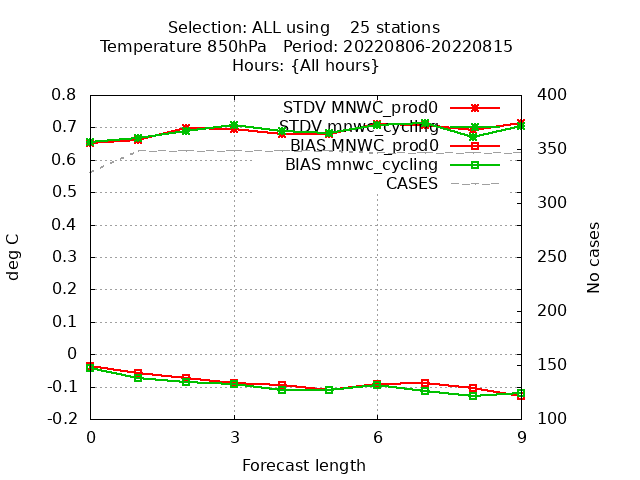 Selection: ALL using    25 stations
Temperature 850hPa   Period: 20220806-20220815
Hours: {All hours}
0.8
0.7
0.6
0.5
0.4
0.3
0.2
0.1
0
-0.1
-0.2
deg C
STDV MNWC_prod0
STDV mnwc_cycling
BIAS MNWC_prod0
BIAS mnwc_cycling
CASES
400
350
300
250
200
150
100
No cases
0
3
6
9
Forecast length